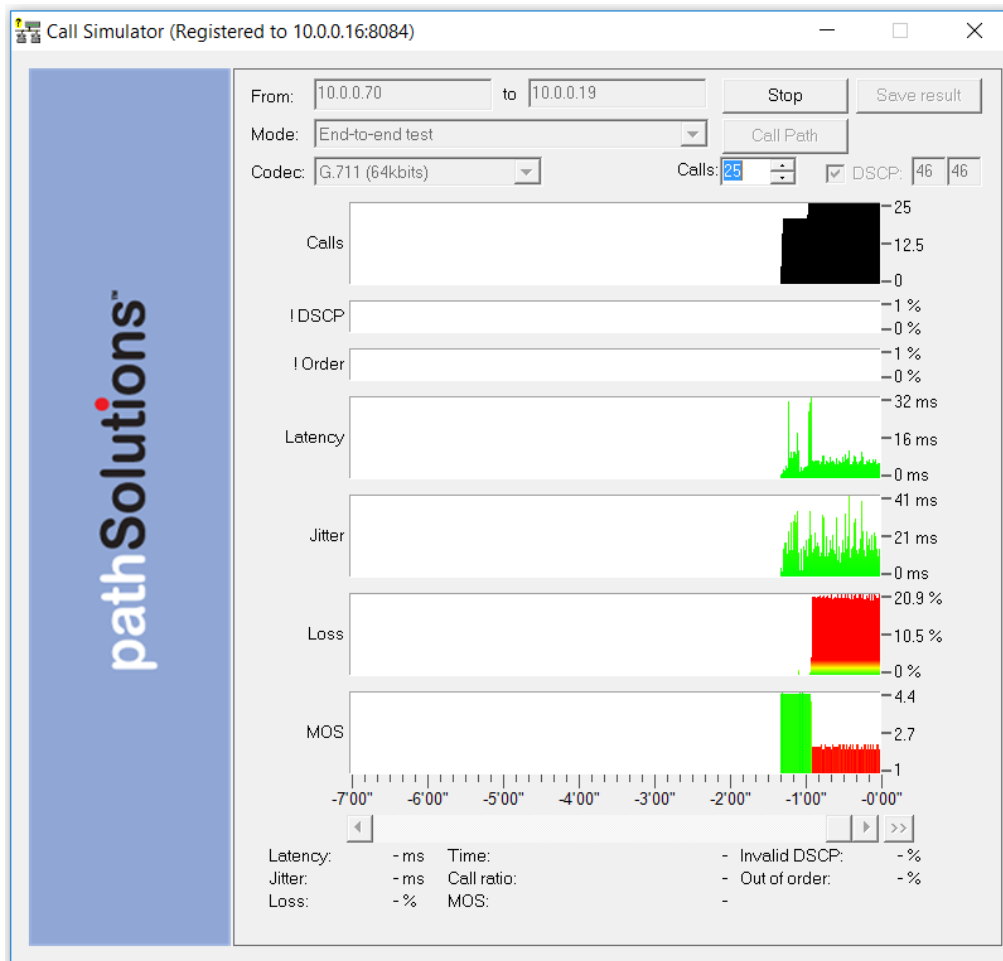 Call Simulator (Registered to 10.0.0.16:8084)
pathSolutions™
From: 10.0.0.70 to 10.0.0.19 Stop Save result
Mode: End-to-end test Call Path
Codec: G.711 (64kbits) Calls: 25 DSCP: 46 46
Calls 25 12.5 0
! DSCP 1 % 0 %
! Order 1 % 0 %
Latency 32 ms 16 ms 0 ms
Jitter 41 ms 21 ms 0 ms
Loss 20.9 % 10.5 % 0 %
MOS 4.4 2.7 1
-7'00" -6'00" -5'00" -4'00" -3'00" -2'00" -1'00" -0'00"
>>
Latency: - ms Time: - Invalid DSCP: - %
Jitter: - ms Call ratio: - Out of order: - %
Loss: - % MOS: -